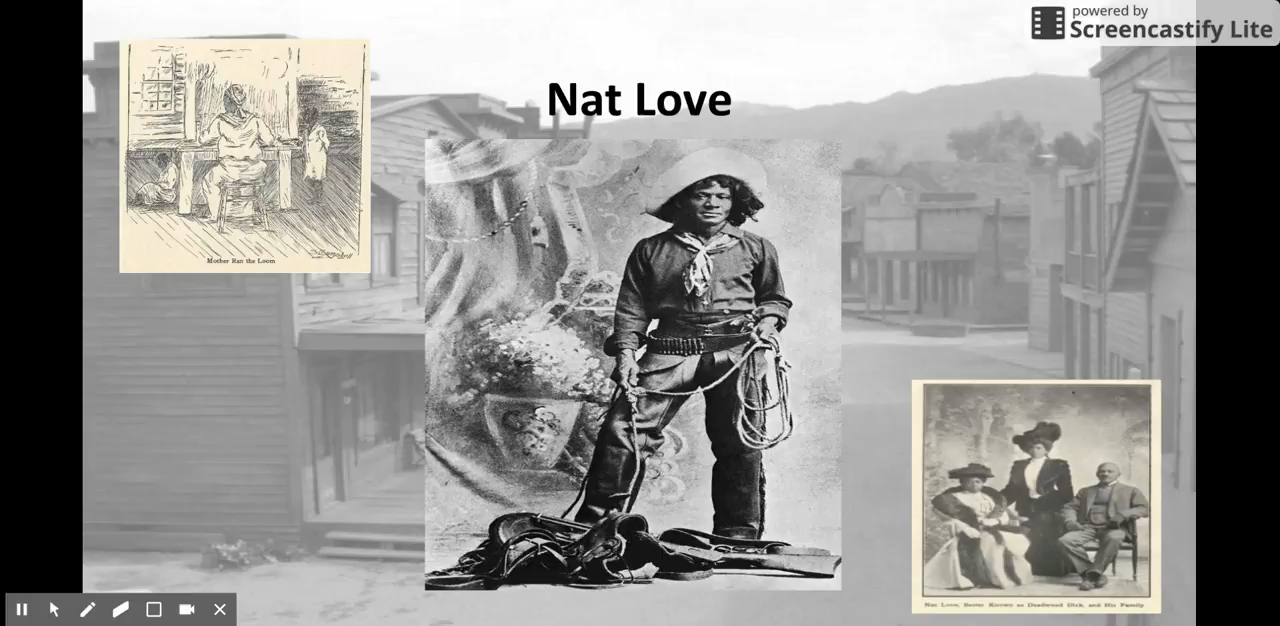 powered by
Screencastify Lite
Nat Love
Mother Ran the Loom
Nat Love, Better Known as Deadwood Dick, and His Family